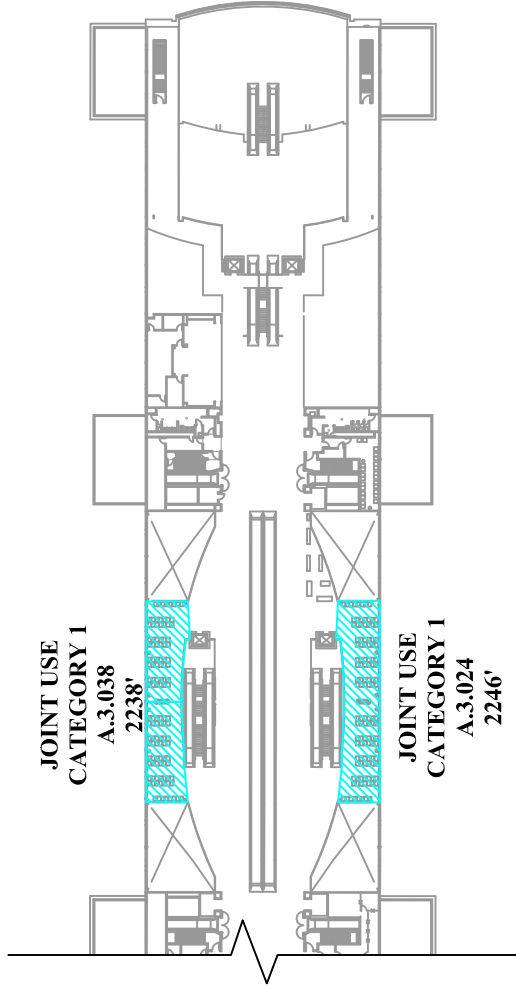 JOINT USE
CATEGORY 1
A.3.038
2238'
JOINT USE
CATEGORY 1
A.3.024
2246'